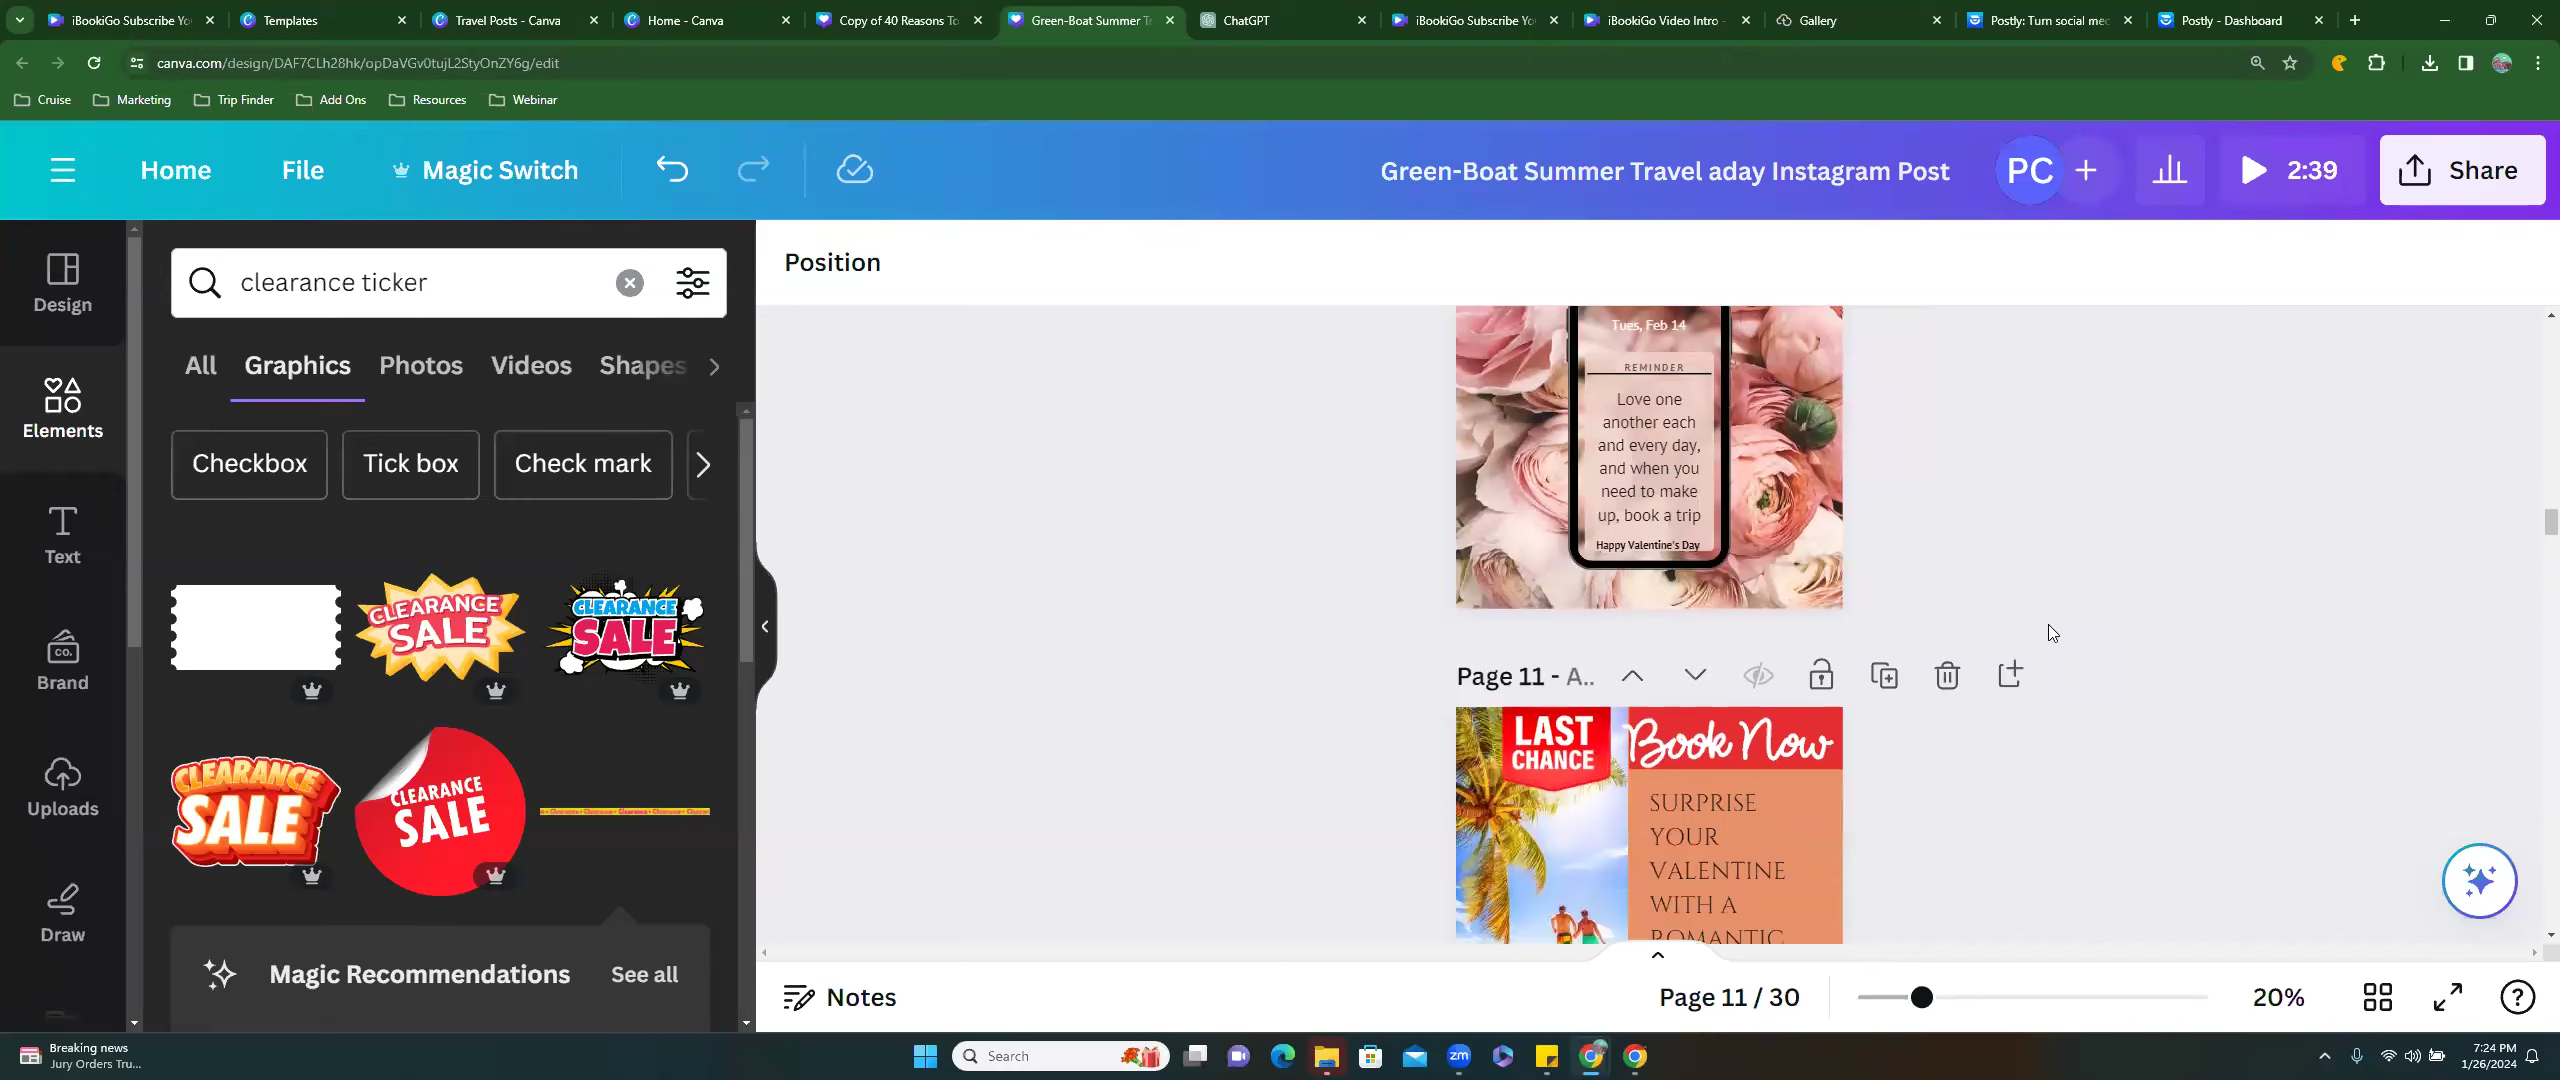 iBookiGo Subscribe Yo
Templates
Travel Posts - Canva
Home - Canva
Copy of 40 Reasons To
Green-Boat Summer Tr
ChatGPT
iBookiGo Subscribe Yo
iBookiGo Video Intro -
Gallery
Postly: Turn social med
Postly - Dashboard
canva.com/design/DAF7CLh28hk/opDaVGv0tujL2StyOnZY6g/edit
Cruise
Marketing
Trip Finder
Add Ons
Resources
Webinar
Home
File
Magic Switch
Green-Boat Summer Travel aday Instagram Post
PC
2:39
Share
Design
Elements
Text
Brand
Uploads
Draw
CO.
clearance ticker
All
Graphics
Photos
Videos
Shapes
Checkbox
Tick box
Check mark
CLEARANCE
SALE
CLEARANCE
SALE
CLEARANCE
SALE
CLEARANCE
SALE
Magic Recommendations
See all
Position
Tues, Feb 14
REMINDER
Love one
another each
and every day,
and when you
need to make
up, book a trip
Happy Valentine's Day
Page 11 - A..
LAST
CHANCE
Book Now
SURPRISE
YOUR
VALENTINE
WITH A
ROMANTIC
Notes
Page 11 / 30
20%
Breaking news
Jury Orders Tru...
Search
zm
7:24 PM
1/26/2024